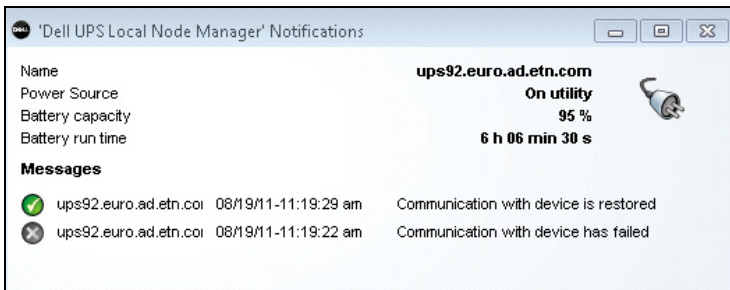 'Dell UPS Local Node Manager' Notifications
Name ups92.euro.ad.etn.com
Power Source On utility
Battery capacity 95 %
Battery run time 6 h 06 min 30 s
Messages
ups92.euro.ad.etn.coı 08/19/11-11:19:29 am Communication with device is restored
ups92.euro.ad.etn.coı 08/19/11-11:19:22 am Communication with device has failed